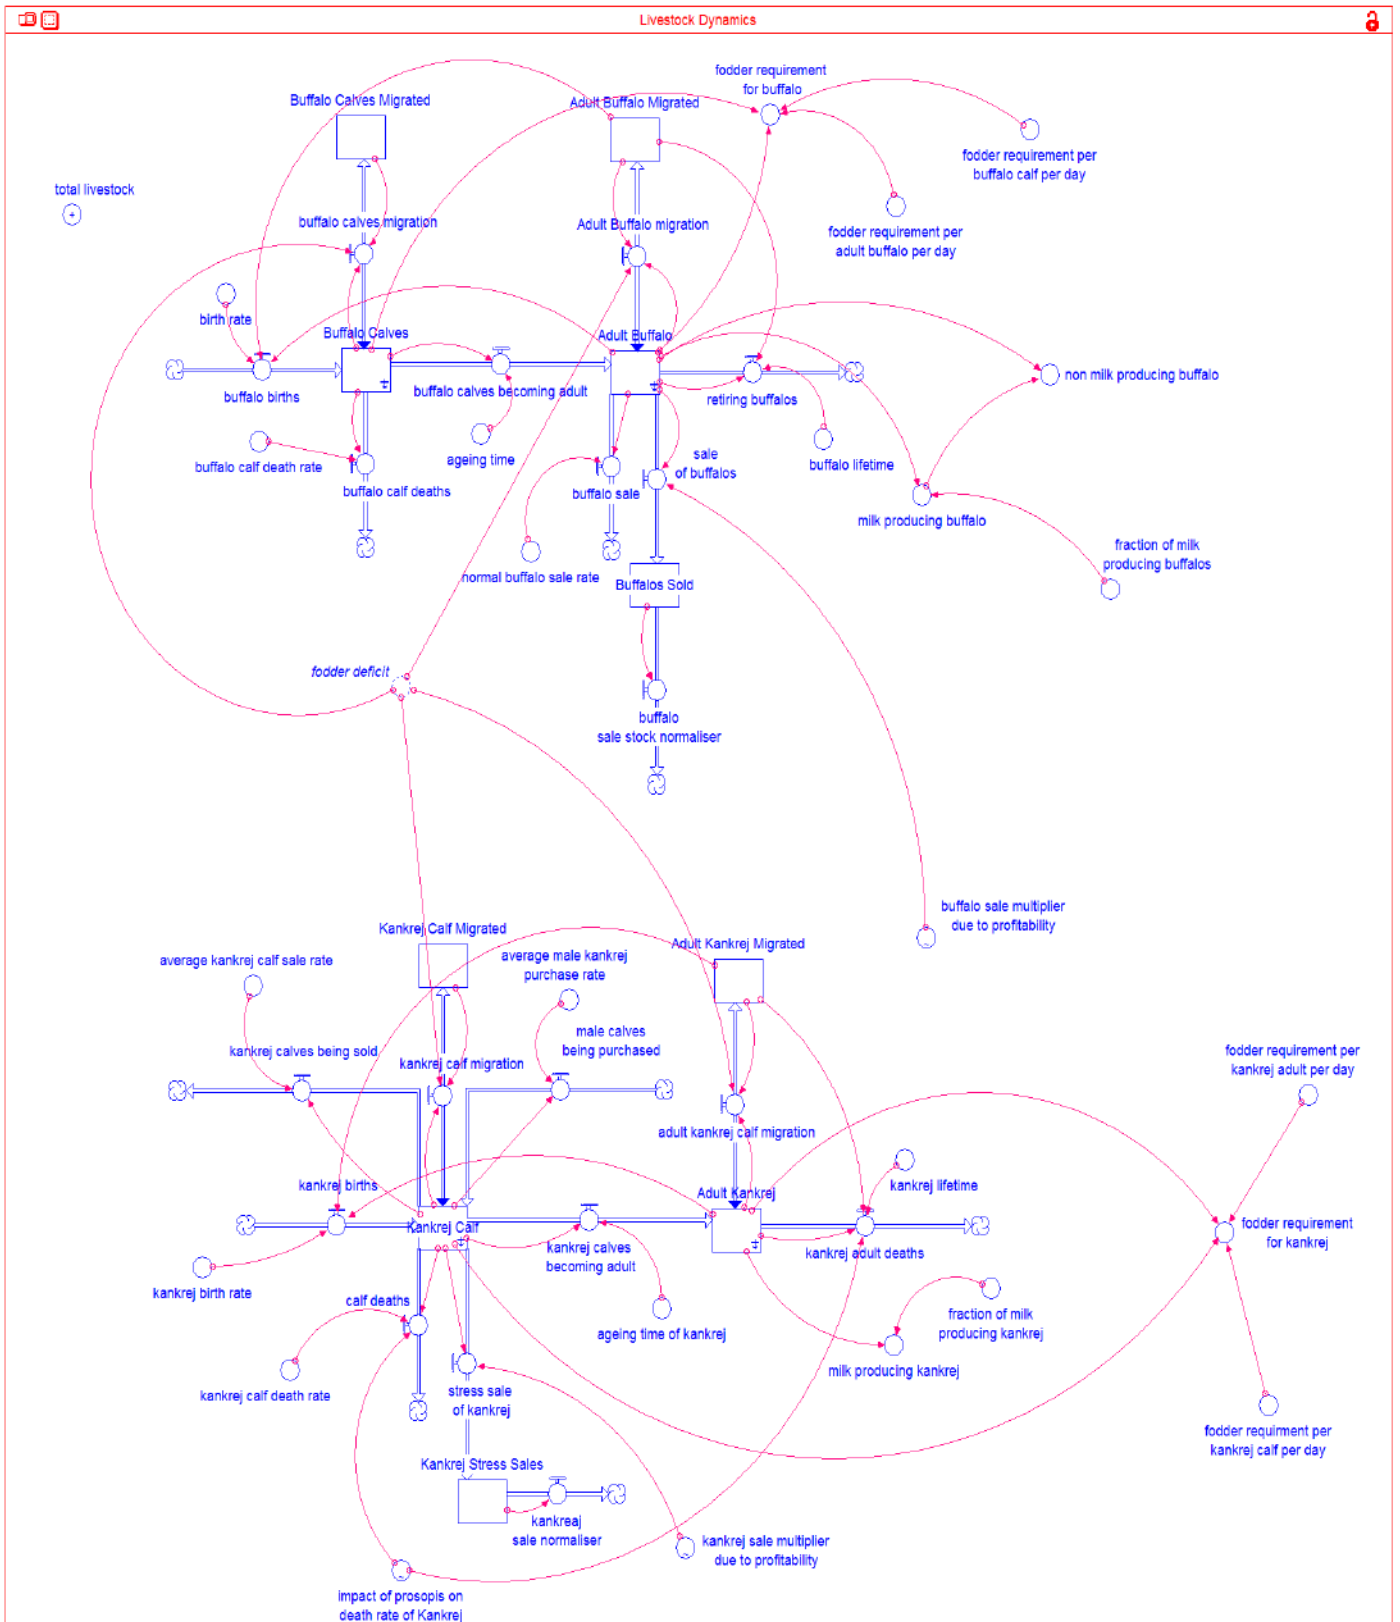 Livestock Dynamics
fodder requirement
for buffalo
Buffalo Calves Migrated
Adult Buffalo Migrated
fodder requirement per
buffalo calf per day
total livestock
buffalo calves migration
Adult Buffalo migration
fodder requirement per
adult buffalo per day
birth rate
Buffalo Calves
Adult Buffalo
buffalo births
buffalo calves becoming adult
retiring buffalos
non milk producing buffalo
buffalo calf death rate
ageing time
sale
of buffalos
buffalo lifetime
buffalo calf deaths
buffalo sale
milk producing buffalo
fraction of milk
producing buffalos
normal buffalo sale rate
Buffalos Sold
fodder deficit
buffalo
sale stock normaliser
buffalo sale multiplier
due to profitability
Kankrej Calf Migrated
Adult Kankrej Migrated
average kankrej calf sale rate
average male kankrej
purchase rate
male calves
being purchased
kankrej calves being sold
kankrej calf migration
fodder requirement per
kankrej adult per day
adult kankrej calf migration
kankrej births
Adult Kankrej
kankrej lifetime
Kankrej Calf
kankrej calves
becoming adult
kankrej adult deaths
fodder requirement
for kankrej
kankrej birth rate
calf deaths
ageing time of kankrej
fraction of milk
producing kankrej
milk producing kankrej
kankrej calf death rate
stress sale
of kankrej
fodder requirment per
kankrej calf per day
Kankrej Stress Sales
kankreaj
sale normaliser
kankrej sale multiplier
due to profitability
impact of prosopis on
death rate of Kankrej